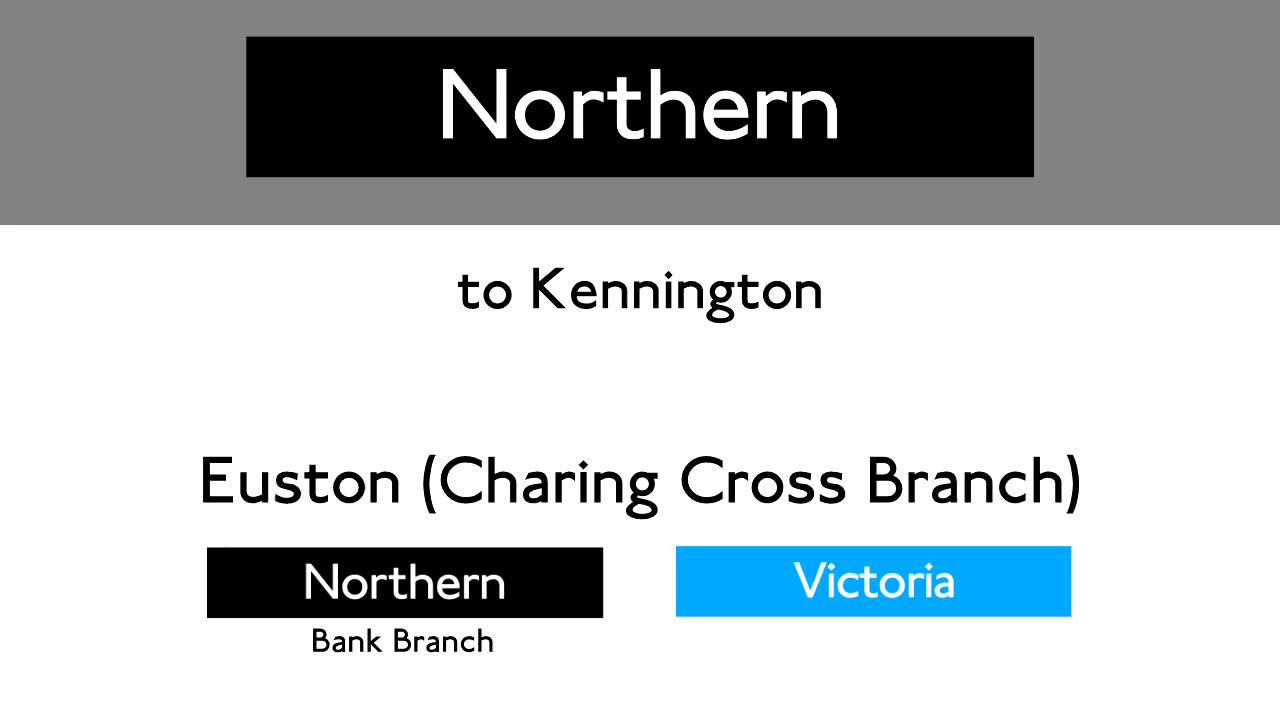 Northern
to Kennington
Euston (Charing Cross Branch)
Northern
Victoria
Bank Branch